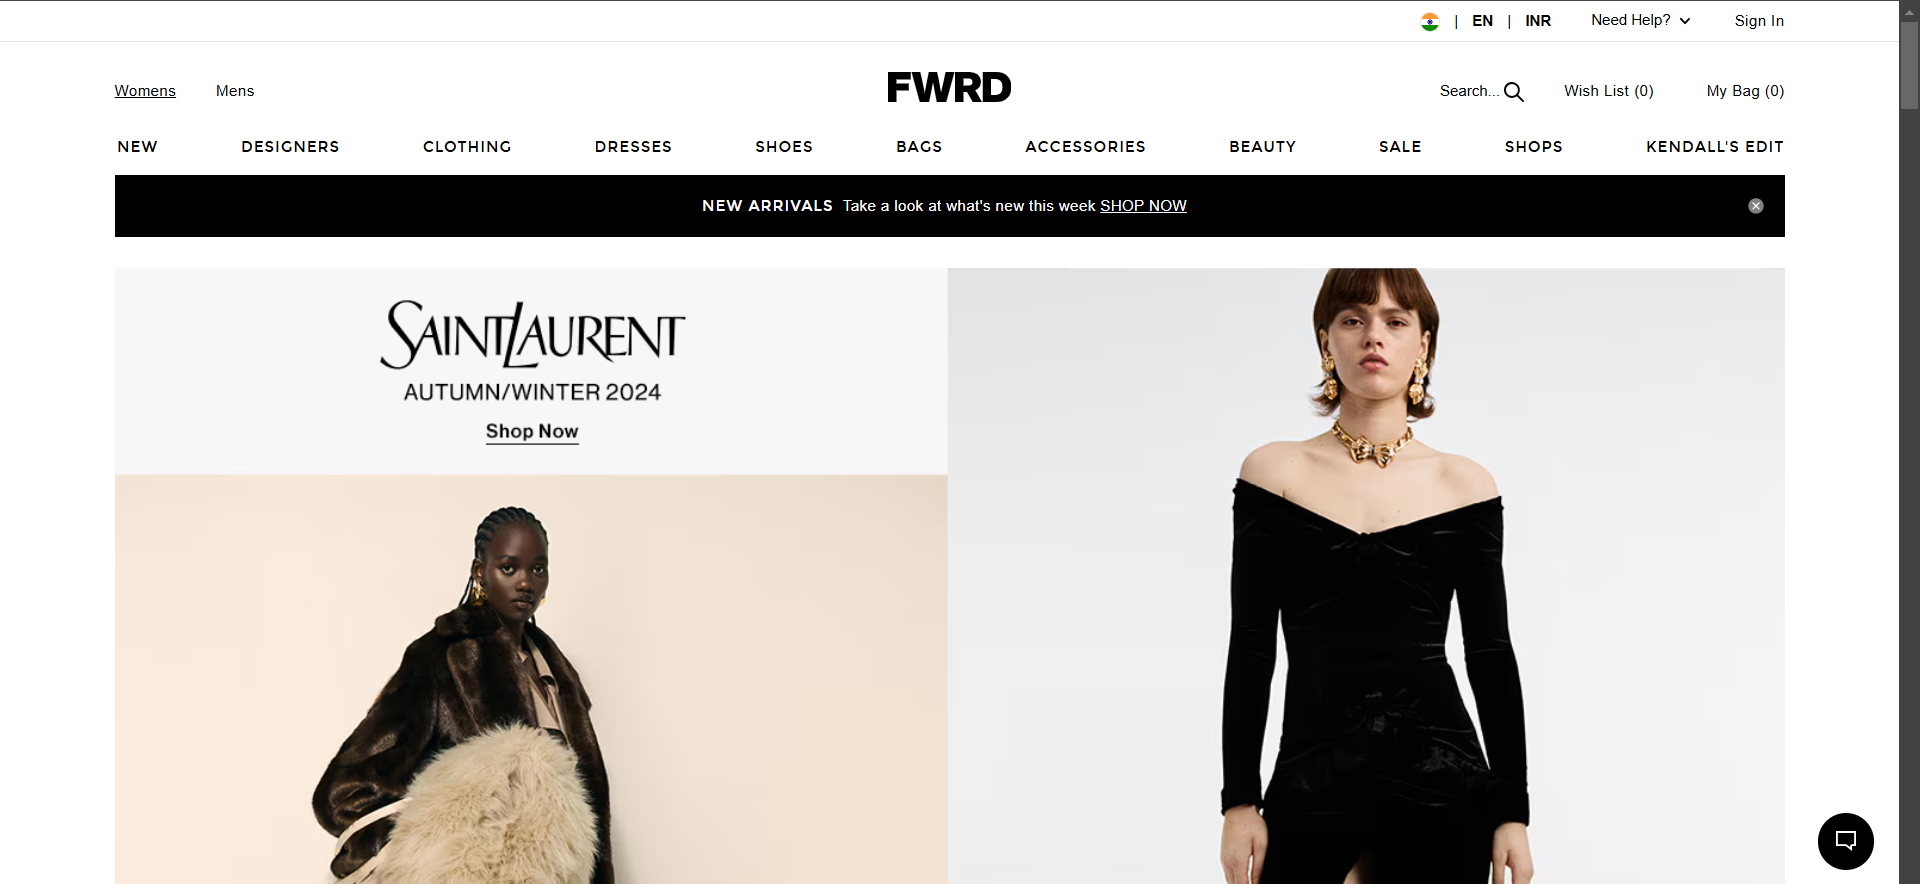 | EN | INR Need Help? Sign In
Womens Mens FWRD Search... Wish List (0) My Bag (0)
NEW DESIGNERS CLOTHING DRESSES SHOES BAGS ACCESSORIES BEAUTY SALE SHOPS KENDALL'S EDIT
NEW ARRIVALS Take a look at what's new this week SHOP NOW
SAINT LAURENT
AUTUMN/WINTER 2024
Shop Now